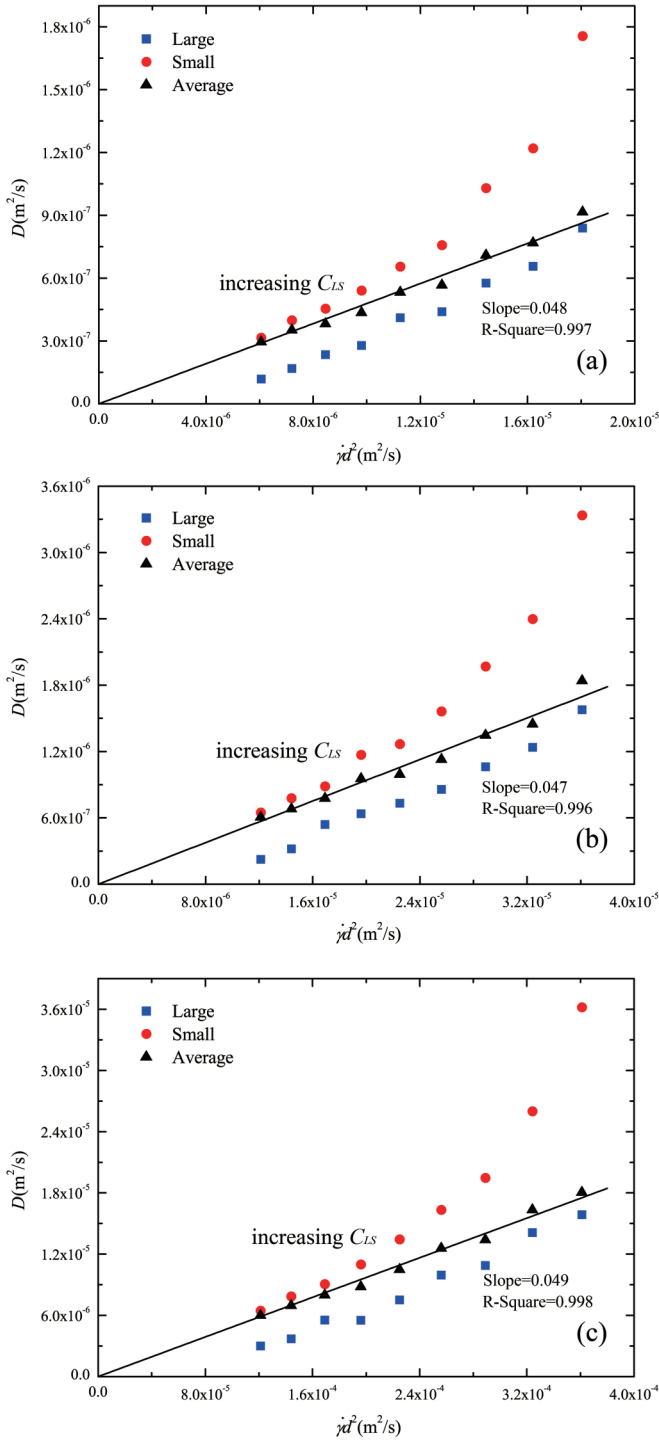 1.8x10⁻⁶
1.5x10⁻⁶
1.2x10⁻⁶
9.0x10⁻⁷
6.0x10⁻⁷
3.0x10⁻⁷
0.0
D(m²/s)
Large
Small
Average
increasing C_LS
Slope=0.048
R-Square=0.997
(a)
0.0 4.0x10⁻⁶ 8.0x10⁻⁶ 1.2x10⁻⁵ 1.6x10⁻⁵ 2.0x10⁻⁵
γ̇d²(m²/s)
3.6x10⁻⁶
3.0x10⁻⁶
2.4x10⁻⁶
1.8x10⁻⁶
1.2x10⁻⁶
6.0x10⁻⁷
0.0
D(m²/s)
Large
Small
Average
increasing C_LS
Slope=0.047
R-Square=0.996
(b)
0.0 8.0x10⁻⁶ 1.6x10⁻⁵ 2.4x10⁻⁵ 3.2x10⁻⁵ 4.0x10⁻⁵
γ̇d²(m²/s)
3.6x10⁻⁵
3.0x10⁻⁵
2.4x10⁻⁵
1.8x10⁻⁵
1.2x10⁻⁵
6.0x10⁻⁶
0.0
D(m²/s)
Large
Small
Average
increasing C_LS
Slope=0.049
R-Square=0.998
(c)
0.0 8.0x10⁻⁵ 1.6x10⁻⁴ 2.4x10⁻⁴ 3.2x10⁻⁴ 4.0x10⁻⁴
γ̇d²(m²/s)